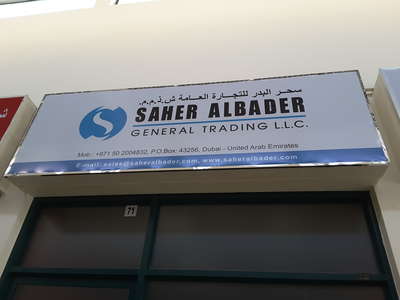 سحر البدر للتجارة العامة ش.ذ.م.م.
SAHER ALBADER
GENERAL TRADING L.L.C.
Mob.: +971 50 2004832, P.O.Box: 43256, Dubai - United Arab Emirates
E-mail: sales@saheralbader.com, www.saheralbader.com
71